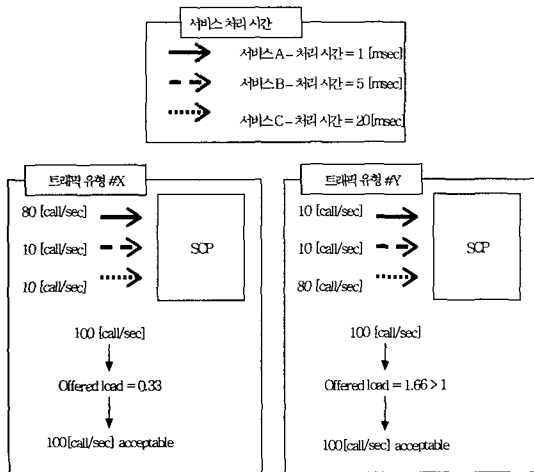 서비스 처리 시간
서비스A - 처리 시간 = 1 [msec]
서비스B - 처리 시간 = 5 [msec]
서비스C - 처리 시간 = 20[msec]
트래픽 유형 #X
80 [call/sec]
10 [call/sec]
10 [call/sec]
SCP
100 [call/sec]
Offered load = 0.33
100[call/sec] acceptable
트래픽 유형 #Y
10 [call/sec]
10 [call/sec]
80 [call/sec]
SCP
100 [call/sec]
Offered load = 1.66 > 1
100[call/sec] acceptable